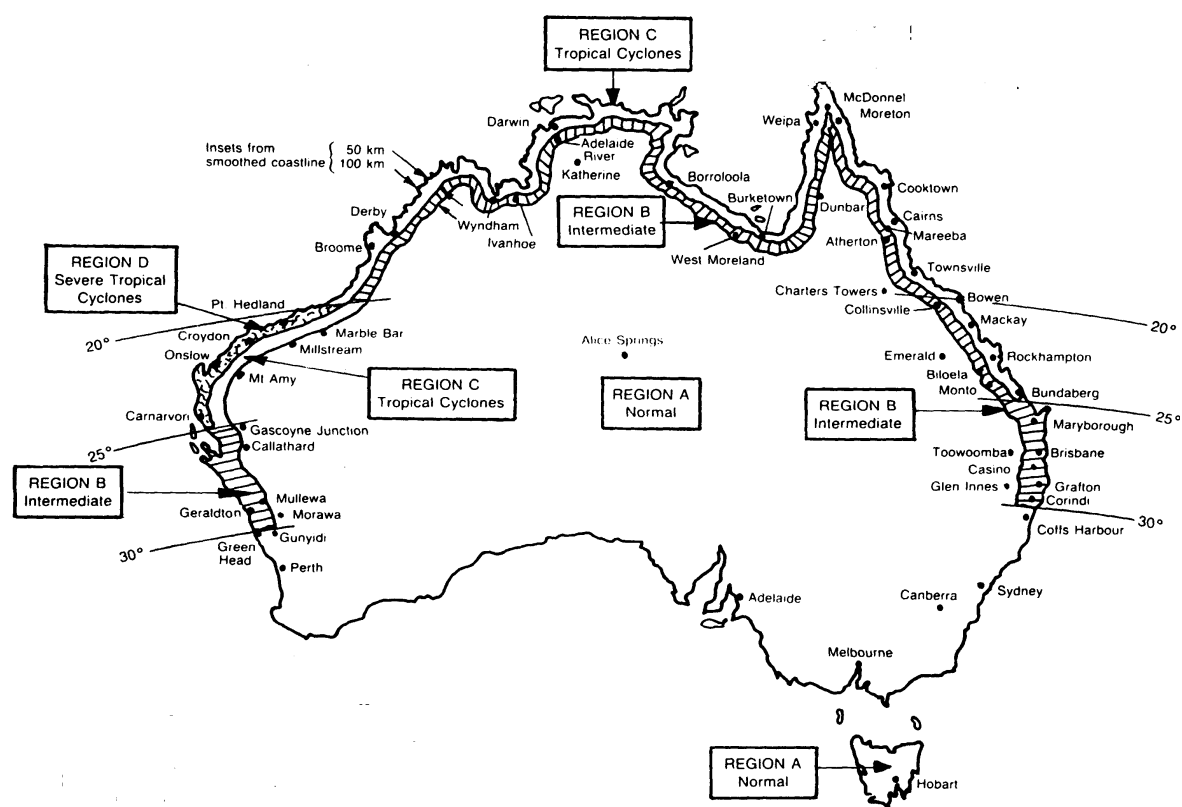 REGION C
Tropical Cyclones
McDonnel
Moreton
Weipa
Darwin
Adelaide
River
Katherine
Insets from
smoothed coastline
50 km
100 km
Borroloola
Burketown
Cooktown
Derby
Wyndham
Ivanhoe
REGION B
Intermediate
Dunbar
Cairns
Mareeba
Atherton
Broome
West Moreland
REGION D
Severe Tropical
Cyclones
Townsville
Charters Towers
Bowen
Collinsville
Pt. Hedland
20°
Croydon
Onslow
Marble Bar
Millstream
Mt Amy
Alice Springs
Mackay
20°
Emerald
Rockhampton
Biloela
Monto
Bundaberg
REGION C
Tropical Cyclones
REGION A
Normal
REGION B
Intermediate
Carnarvon
25°
Gascoyne Junction
Callathard
25°
Maryborough
Toowoomba
Brisbane
Casino
Glen Innes
Grafton
Corindi
REGION B
Intermediate
Mullewa
Geraldton
Morawa
30°
Green
Head
Gunyidi
30°
Coffs Harbour
Perth
Adelaide
Canberra
Sydney
Melbourne
REGION A
Normal
Hobart